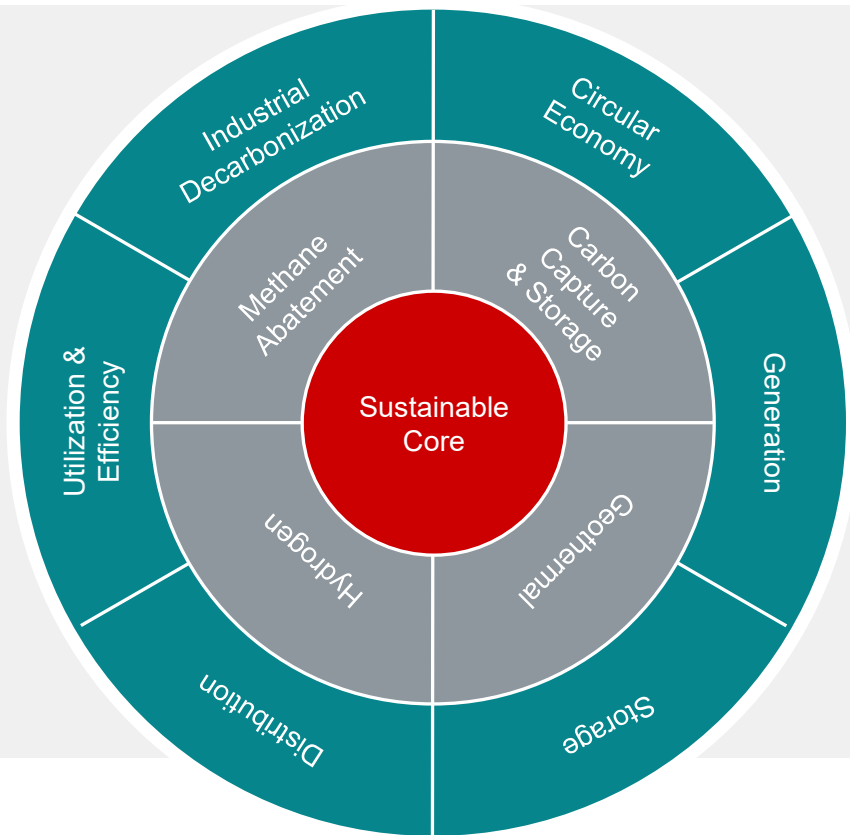 Industrial
Decarbonization
Circular
Economy
Methane
Abatement
Carbon
Capture
& Storage
Utilization &
Efficiency
Sustainable
Core
Generation
Hydrogen
Geothermal
Distribution
Storage